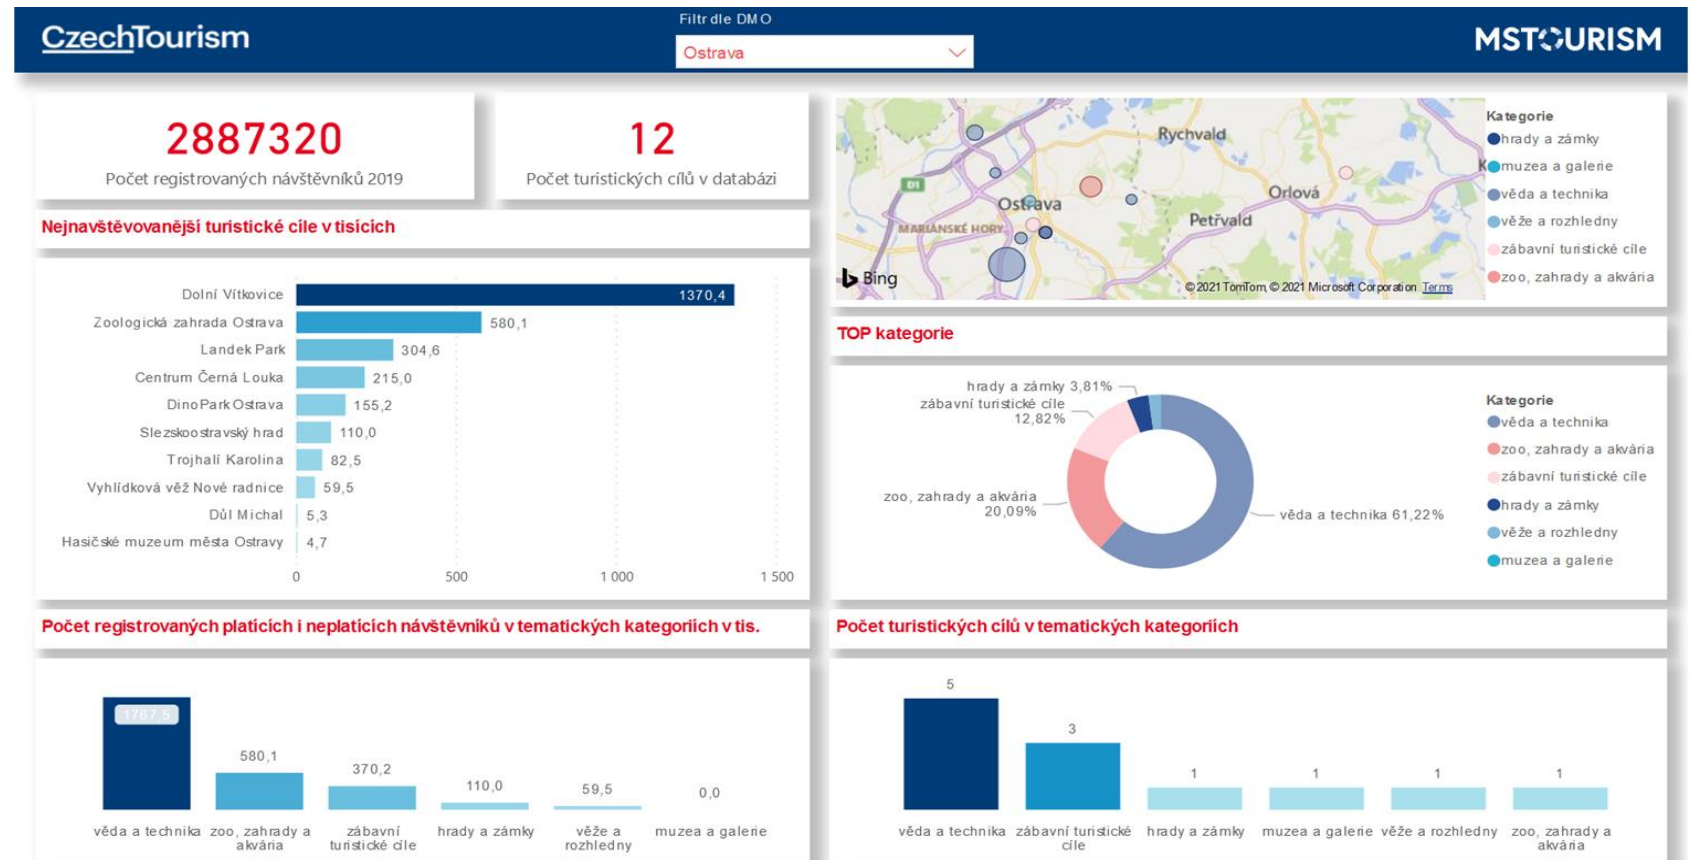 CzechTourism
Filtr dle DMO
Ostrava
MSTOURISM
2887320
Počet registrovaných návštěvníků 2019
12
Počet turistických cílů v databázi
Nejnavštěvovanější turistické cíle v tisících
Dolní Vítkovice 1370,4
Zoologická zahrada Ostrava 580,1
Landek Park 304,6
Centrum Černá Louka 215,0
DinoPark Ostrava 155,2
Slezskoostravský hrad 110,0
Trojhalí Karolina 82,5
Vyhlídková věž Nové radnice 59,5
Důl Michal 5,3
Hasičské muzeum města Ostravy 4,7
0 500 1 000 1 500
Rychvald
D1
Ostrava
Orlová
Petřvald
MARIÁNSKÉ HORY
K
Bing
© 2021 TomTom, © 2021 Microsoft Corporation Terms
Kategorie
hrady a zámky
muzea a galerie
věda a technika
věže a rozhledny
zábavní turistické cíle
zoo, zahrady a akvária
TOP kategorie
hrady a zámky 3,81%
zábavní turistické cíle
12,82%
zoo, zahrady a akvária
20,09%
věda a technika 61,22%
Kategorie
věda a technika
zoo, zahrady a akvária
zábavní turistické cíle
hrady a zámky
věže a rozhledny
muzea a galerie
Počet registrovaných platících i neplatících návštěvníků v tematických kategoriích v tis.
1767,5
580,1
370,2
110,0
59,5
0,0
věda a technika
zoo, zahrady a
akvária
zábavní
turistické cíle
hrady a zámky
věže a
rozhledny
muzea a galerie
Počet turistických cílů v tematických kategoriích
5
3
1
1
1
1
věda a technika
zábavní turistické
cíle
hrady a zámky
muzea a galerie
věže a rozhledny
zoo, zahrady a
akvária